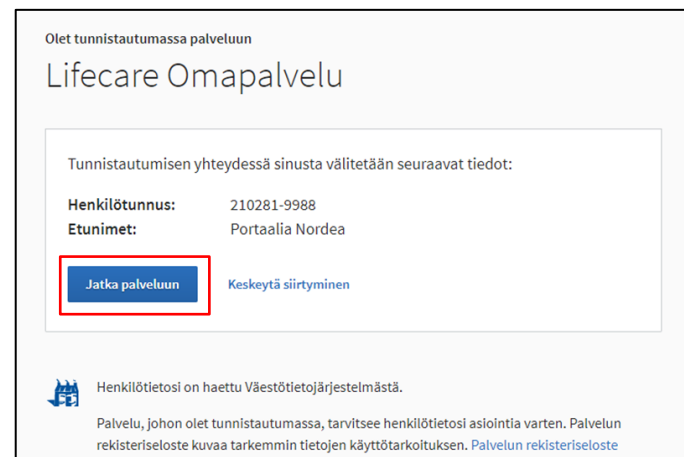 Olet tunnistautumassa palveluun
Lifecare Omapalvelu
Tunnistautumisen yhteydessä sinusta välitetään seuraavat tiedot:
Henkilötunnus: 210281-9988
Etunimet: Portaalia Nordea
Jatka palveluun Keskeytä siirtyminen
Henkilötietosi on haettu Väestötietojärjestelmästä.
Palvelu, johon olet tunnistautumassa, tarvitsee henkilötietosi asiointia varten. Palvelun
rekisteriseloste kuvaa tarkemmin tietojen käyttötarkoituksen. Palvelun rekisteriseloste